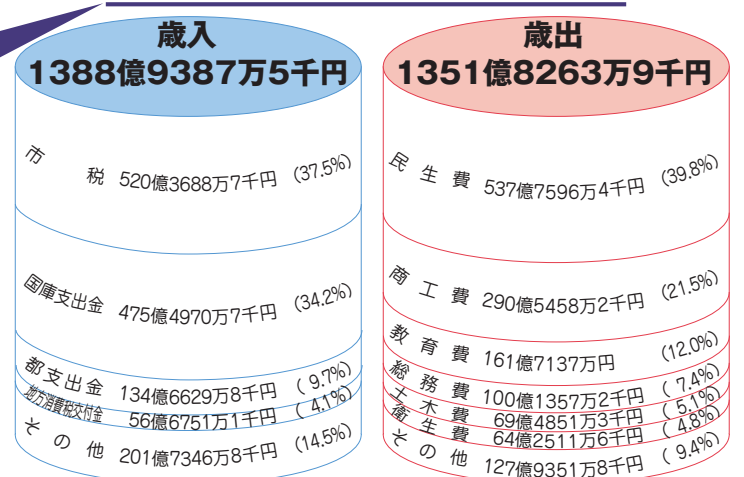 歳入
1388億9387万5千円
市税 520億3688万7千円 (37.5%)
国庫支出金 475億4970万7千円 (34.2%)
都支出金 134億6629万8千円 ( 9.7%)
地方消費税交付金 56億6751万1千円 ( 4.1%)
その他 201億7346万8千円 (14.5%)
歳出
1351億8263万9千円
民生費 537億7596万4千円 (39.8%)
商工費 290億5458万2千円 (21.5%)
教育費 161億7137万円 (12.0%)
総務費 100億1357万2千円 ( 7.4%)
土木費 69億4851万3千円 ( 5.1%)
衛生費 64億2511万6千円 ( 4.8%)
その他 127億9351万8千円 ( 9.4%)